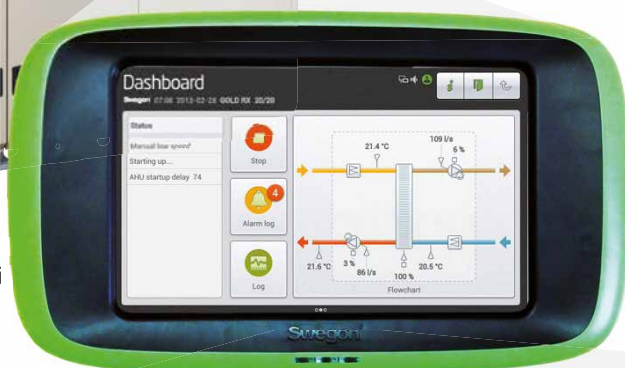 Dashboard
Swegon 07:08 2013-02-28 GOLD RX 20/20
Status
Manual low speed
Starting up...
AHU startup delay 74
Stop
4
Alarm log
Log
21.4 °C
109 l/s
6 %
21.6 °C
3 %
86 l/s
100 %
20.5 °C
Flowchart
Swegon
i